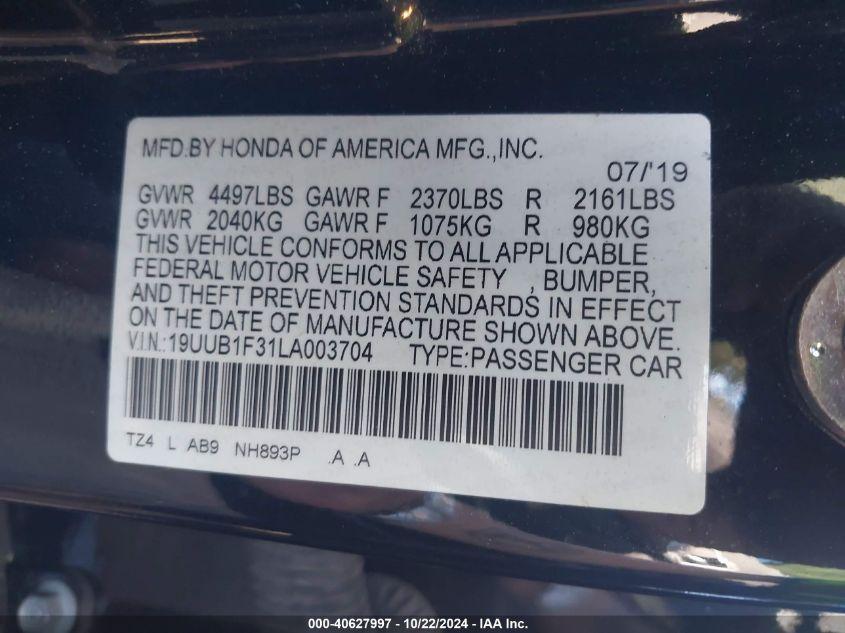 MFD.BY HONDA OF AMERICA MFG.,INC.
07/'19
GVWR 4497LBS GAWR F 2370LBS R 2161LBS
GVWR 2040KG GAWR F 1075KG R 980KG
THIS VEHICLE CONFORMS TO ALL APPLICABLE
FEDERAL MOTOR VEHICLE SAFETY , BUMPER,
AND THEFT PREVENTION STANDARDS IN EFFECT
ON THE DATE OF MANUFACTURE SHOWN ABOVE.
V.I.N.:19UUB1F31LA003704 TYPE:PASSENGER CAR
TZ4 L AB9 NH893P .A .A
000-40627997 - 10/22/2024 - IAA Inc.